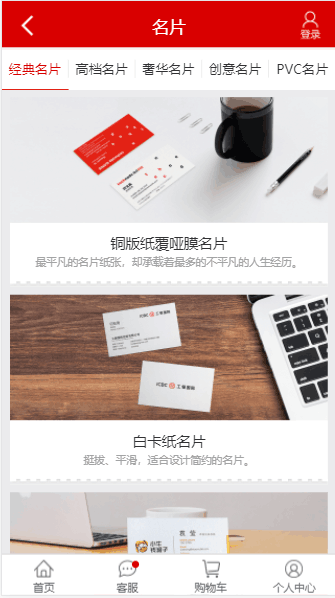 名片
登录
经典名片
高档名片
奢华名片
创意名片
PVC名片
铜版纸覆哑膜名片
最平凡的名片纸张，却承载着最多的不平凡的人生经历。
白卡纸名片
挺拔、平滑，适合设计简约的名片。
首页
客服
购物车
个人中心